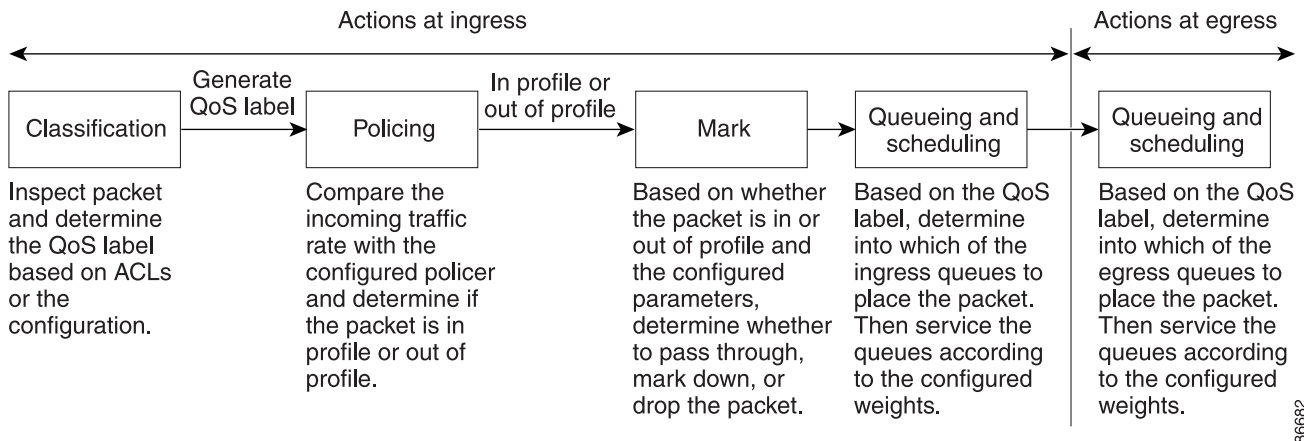 Actions at ingress
Actions at egress
Generate
QoS label
In profile or
out of profile
Classification
Policing
Mark
Queueing and
scheduling
Queueing and
scheduling
Inspect packet
and determine
the QoS label
based on ACLs
or the
configuration.
Compare the
incoming traffic
rate with the
configured policer
and determine if
the packet is in
profile or out of
profile.
Based on whether
the packet is in or
out of profile and
the configured
parameters,
determine whether
to pass through,
mark down, or
drop the packet.
Based on the QoS
label, determine
into which of the
ingress queues to
place the packet.
Then service the
queues according
to the configured
weights.
Based on the QoS
label, determine
into which of the
egress queues to
place the packet.
Then service the
queues according
to the configured
weights.
86682